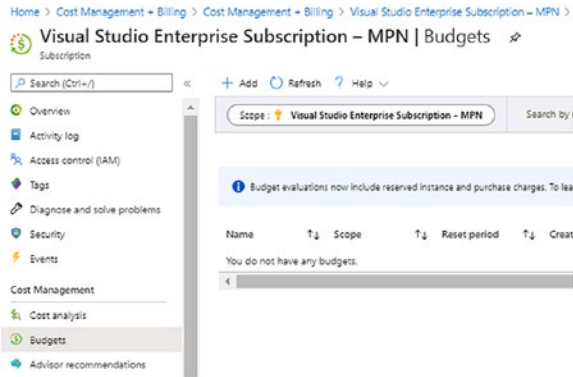 Home > Cost Management + Billing > Cost Management + Billing > Visual Studio Enterprise Subscription – MPN >
Visual Studio Enterprise Subscription – MPN | Budgets
Subscription
Search (Ctrl+/)
«
+ Add
Refresh
? Help
Overview
Activity log
Access control (IAM)
Tags
Diagnose and solve problems
Security
Events
Cost Management
Cost analysis
Budgets
Advisor recommendations
Scope : Visual Studio Enterprise Subscription – MPN
Search by
Budget evaluations now include reserved instance and purchase charges. To lea
Name ↑↓ Scope ↑↓ Reset period ↑↓ Creat
You do not have any budgets.